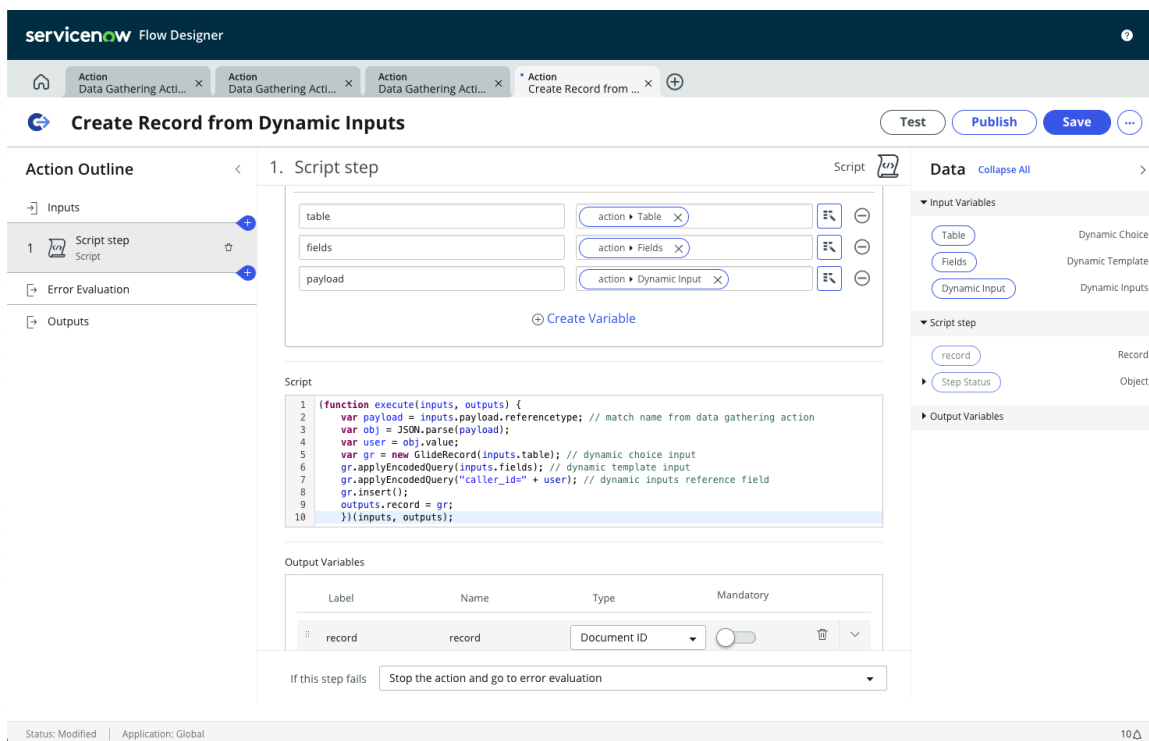 servicenow Flow Designer
Action
Data Gathering Acti...
Action
Data Gathering Acti...
Action
Data Gathering Acti...
Action
Create Record from ...
Create Record from Dynamic Inputs
Test
Publish
Save
Action Outline
Inputs
1
Script step
Script
Error Evaluation
Outputs
1. Script step
Script
table
action ▸ Table
fields
action ▸ Fields
payload
action ▸ Dynamic Input
Create Variable
Script
1 (function execute(inputs, outputs) {
2 var payload = inputs.payload.referencetype; // match name from data gathering action
3 var obj = JSON.parse(payload);
4 var user = obj.value;
5 var gr = new GlideRecord(inputs.table); // dynamic choice input
6 gr.applyEncodedQuery(inputs.fields); // dynamic template input
7 gr.applyEncodedQuery("caller_id=" + user); // dynamic inputs reference field
8 gr.insert();
9 outputs.record = gr;
10 })(inputs, outputs);
Output Variables
Label Name Type Mandatory
record record Document ID
If this step fails Stop the action and go to error evaluation
Data Collapse All
Input Variables
Table Dynamic Choice
Fields Dynamic Template
Dynamic Input Dynamic Inputs
Script step
record Record
Step Status Object
Output Variables
Status: Modified Application: Global
10